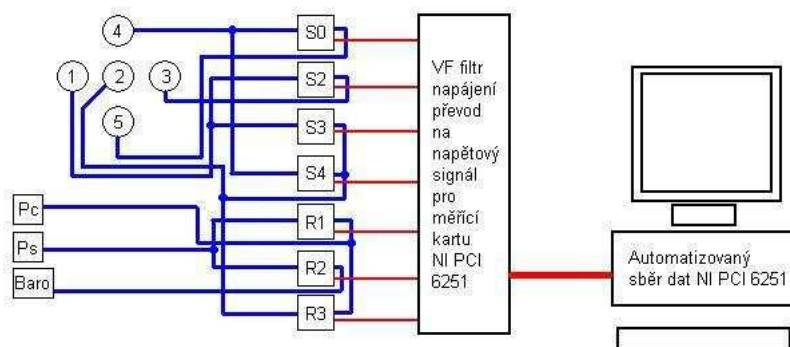 4
1
2
3
5
Pc
Ps
Baro
S0
S2
S3
S4
R1
R2
R3
VF filtr
napájení
převod
na
napěťový
signál
pro
měřící
kartu
NI PCI
6251
Automatizovaný
sběr dat NI PCI 6251